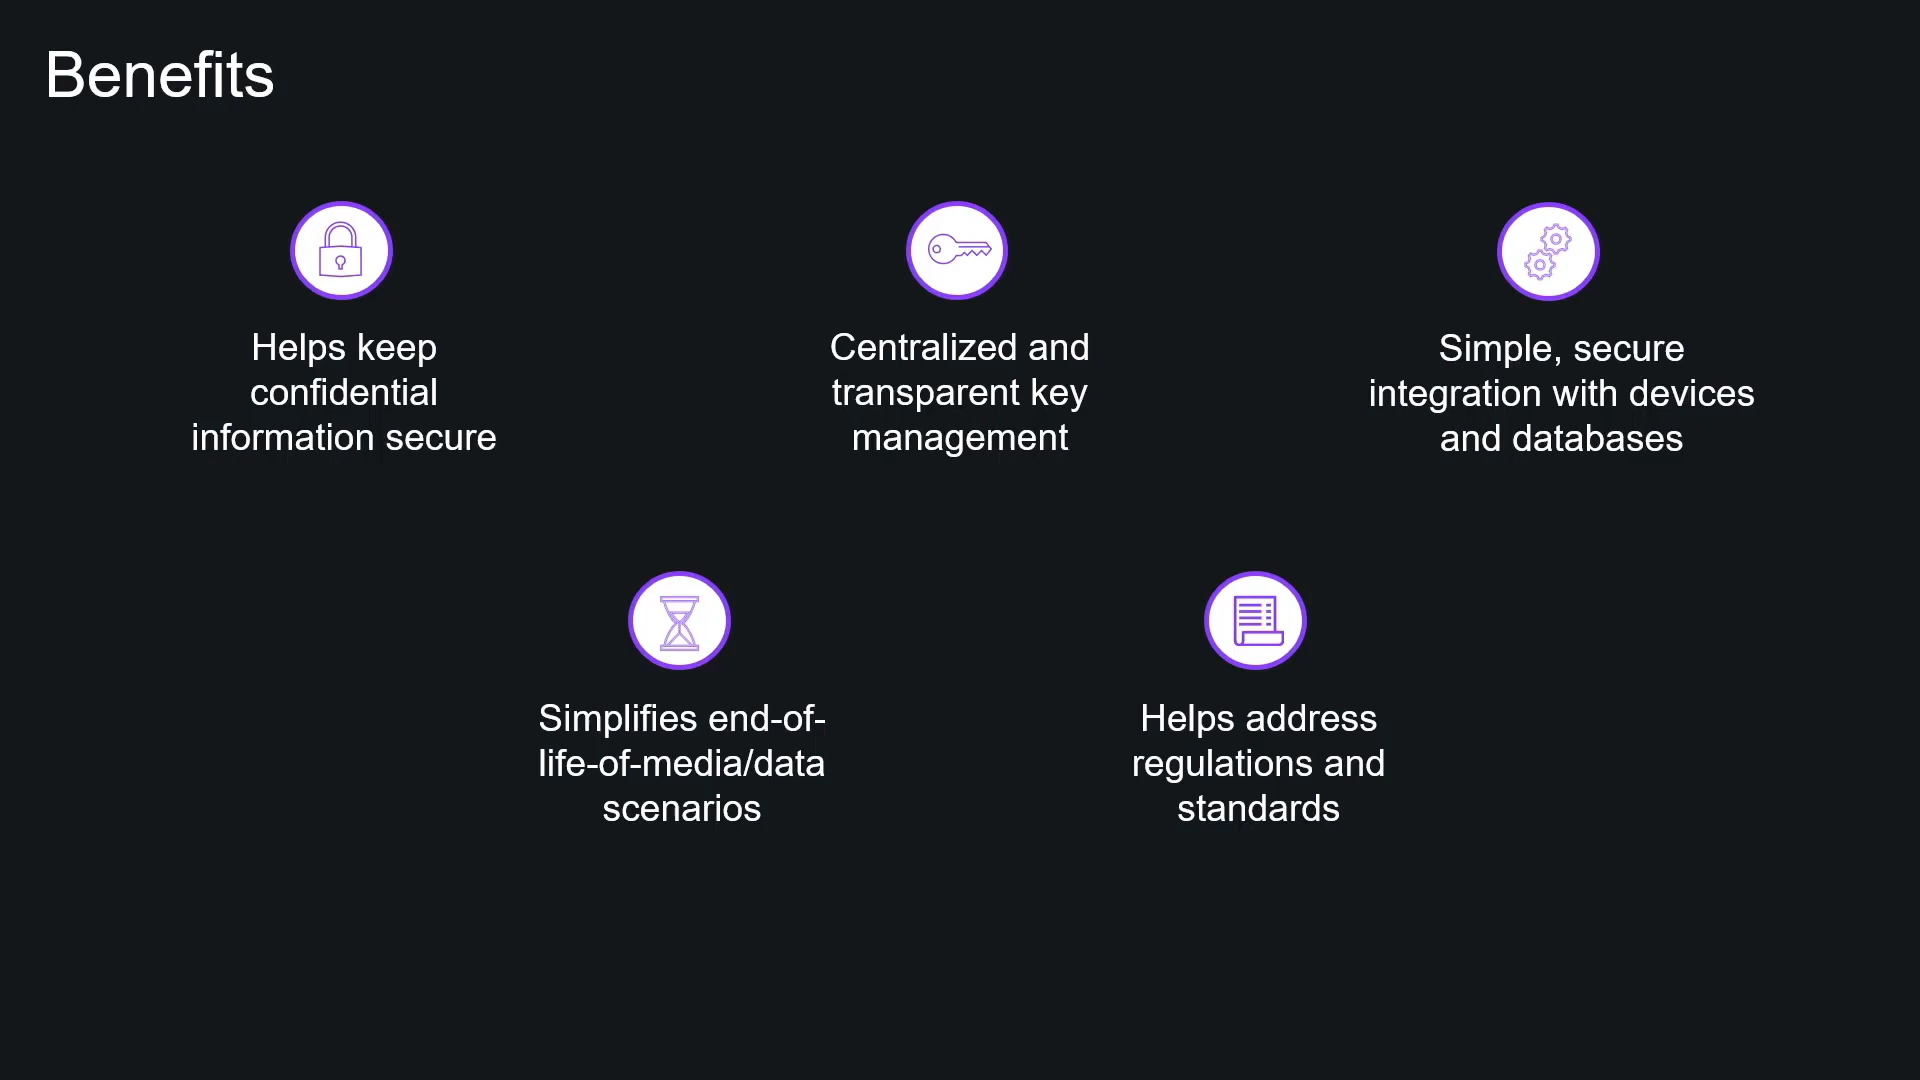 Benefits
Helps keep
confidential
information secure
Centralized and
transparent key
management
Simple, secure
integration with devices
and databases
Simplifies end-of-
life-of-media/data
scenarios
Helps address
regulations and
standards